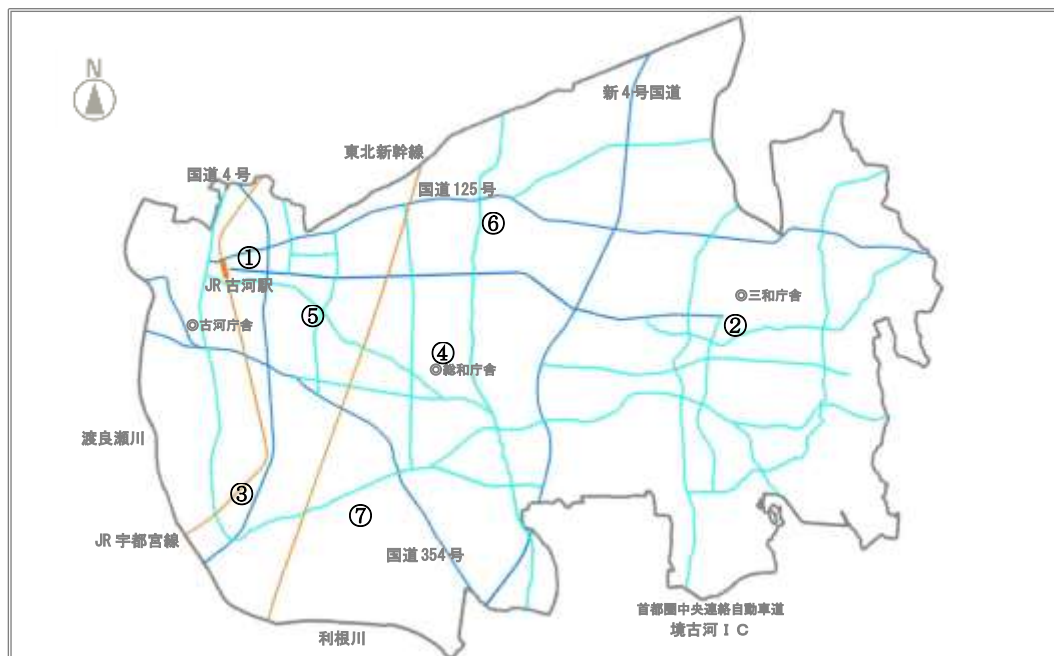 N
新4号国道
東北新幹線
国道4号
国道125号
⑥
①
JR古河駅
◎三和庁舎
⑤
◎古河庁舎
②
④
◎総和庁舎
渡良瀬川
③
⑦
JR宇都宮線
国道354号
首都圏中央連絡自動車道
境古河IC
利根川